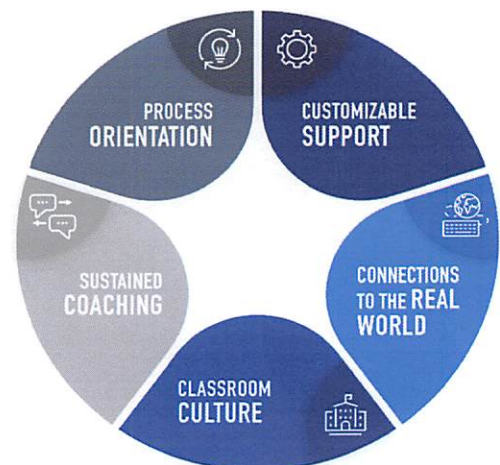 PROCESS
ORIENTATION
CUSTOMIZABLE
SUPPORT
CONNECTIONS
TO THE REAL
WORLD
CLASSROOM
CULTURE
SUSTAINED
COACHING